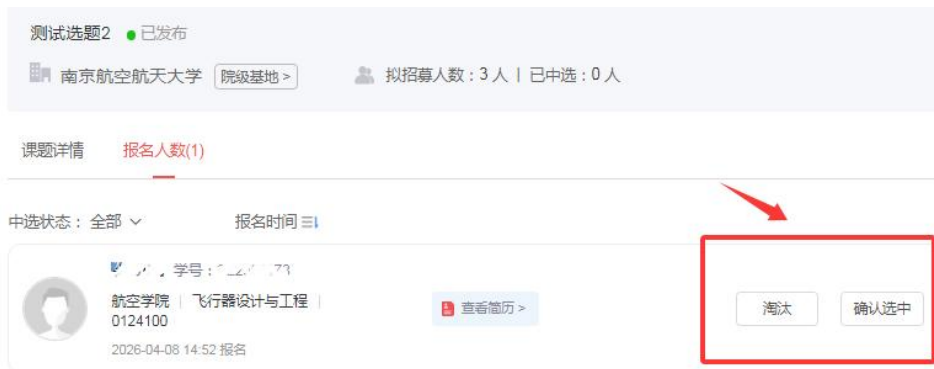 测试选题2 已发布
南京航空航天大学 院级基地 > 拟招募人数：3 人 | 已中选：0 人
课题详情 报名人数(1)
中选状态： 全部 报名时间
学号：
航空学院 | 飞行器设计与工程 |
0124100
查看简历 >
淘汰 确认选中
2026-04-08 14:52 报名